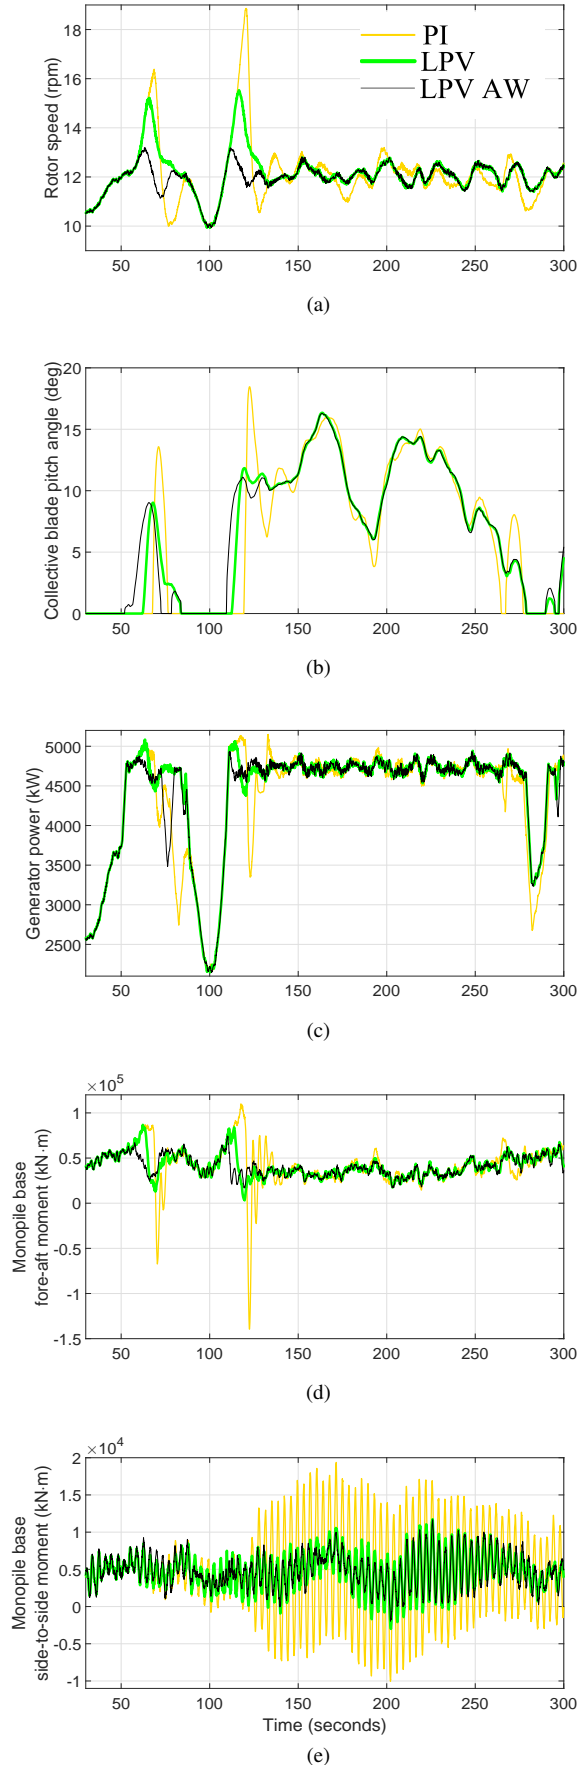 18
16
14
12
10
Rotor speed (rpm)
PI
LPV
LPV AW
50 100 150 200 250 300
(a)
20
15
10
5
0
Collective blade pitch angle (deg)
50 100 150 200 250 300
(b)
5000
4500
4000
3500
3000
2500
Generator power (kW)
50 100 150 200 250 300
(c)
×10⁵
1
0.5
0
-0.5
-1
-1.5
Monopile base
fore-aft moment (kN·m)
50 100 150 200 250 300
(d)
×10⁴
2
1.5
1
0.5
0
-0.5
-1
Monopile base
side-to-side moment (kN·m)
50 100 150 200 250 300
Time (seconds)
(e)